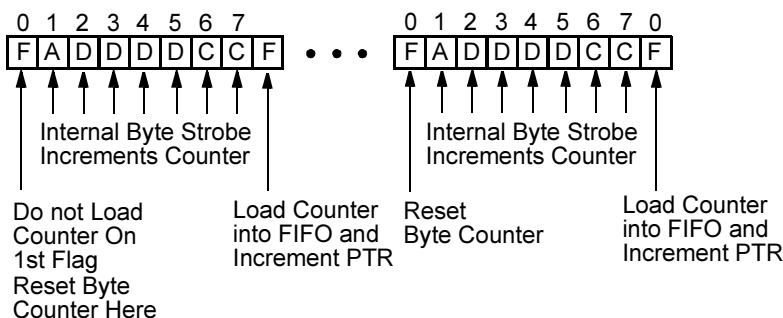 0 1 2 3 4 5 6 7 0 1 2 3 4 5 6 7 0
F A D D D D C C F • • • F A D D D D C C F
Internal Byte Strobe
Increments Counter
Internal Byte Strobe
Increments Counter
Do not Load
Counter On
1st Flag
Reset Byte
Counter Here
Load Counter
into FIFO and
Increment PTR
Reset
Byte Counter
Load Counter
into FIFO and
Increment PTR